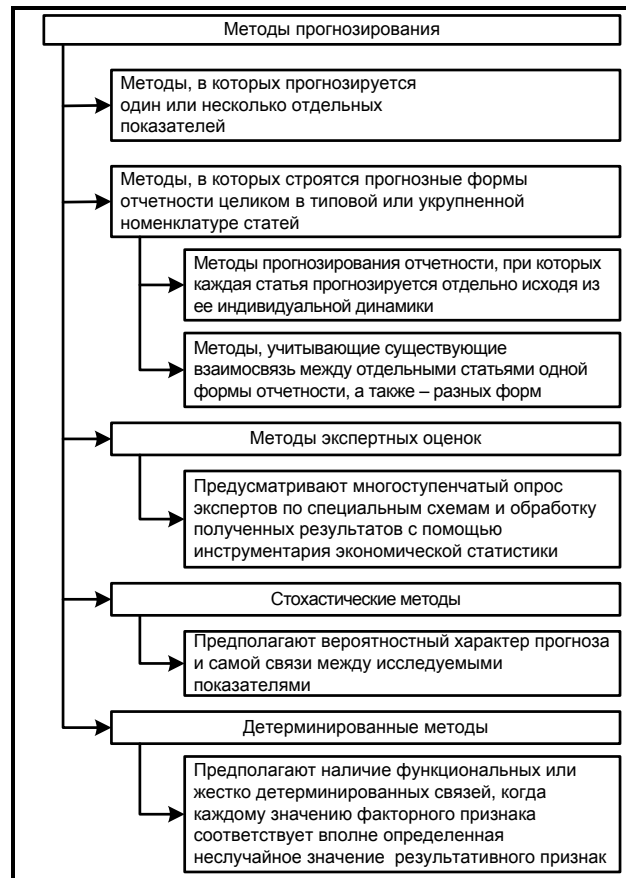 Методы прогнозирования
Методы, в которых прогнозируется
один или несколько отдельных
показателей
Методы, в которых строятся прогнозные формы
отчетности целиком в типовой или укрупненной
номенклатуре статей
Методы прогнозирования отчетности, при которых
каждая статья прогнозируется отдельно исходя из
ее индивидуальной динамики
Методы, учитывающие существующие
взаимосвязь между отдельными статьями одной
формы отчетности, а также – разных форм
Методы экспертных оценок
Предусматривают многоступенчатый опрос
экспертов по специальным схемам и обработку
полученных результатов с помощью
инструментария экономической статистики
Стохастические методы
Предполагают вероятностный характер прогноза
и самой связи между исследуемыми
показателями
Детерминированные методы
Предполагают наличие функциональных или
жестко детерминированных связей, когда
каждому значению факторного признака
соответствует вполне определенная
неслучайное значение результативного признак